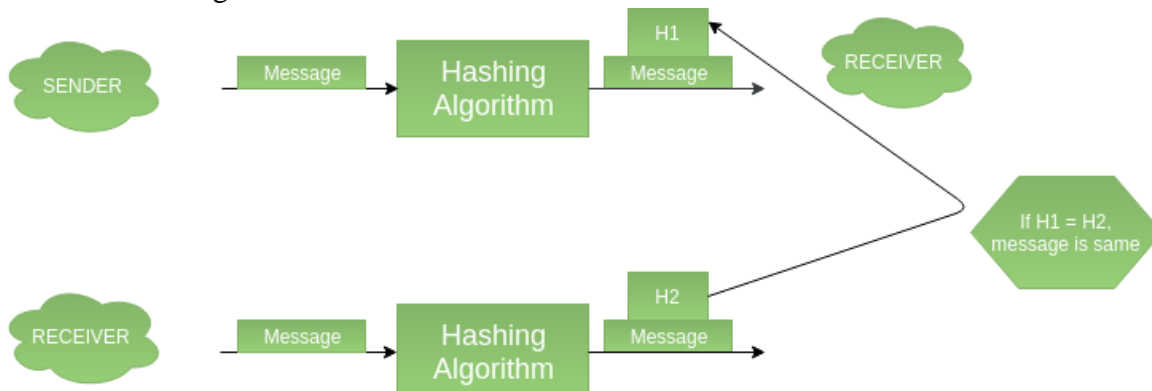 H1
SENDER
Message
Hashing
Algorithm
Message
RECEIVER
If H1 = H2,
message is same
H2
RECEIVER
Message
Hashing
Algorithm
Message